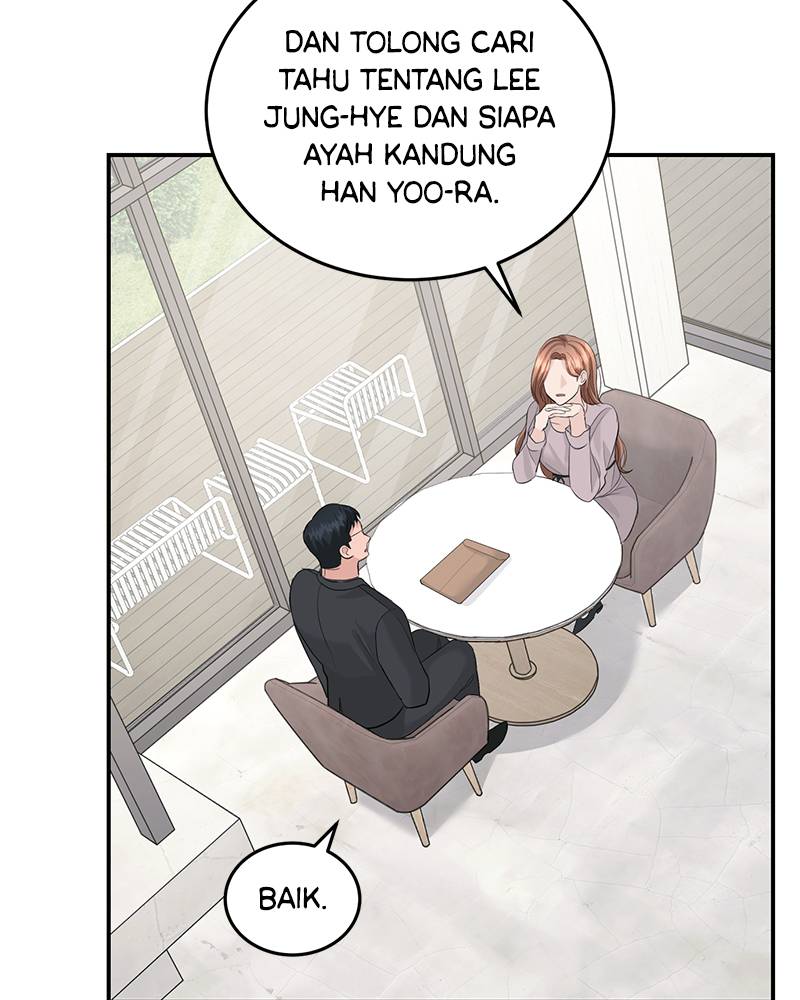 DAN TOLONG CARI
TAHU TENTANG LEE
JUNG-HYE DAN SIAPA
AYAH KANDUNG
HAN YOO-RA.
BAIK.